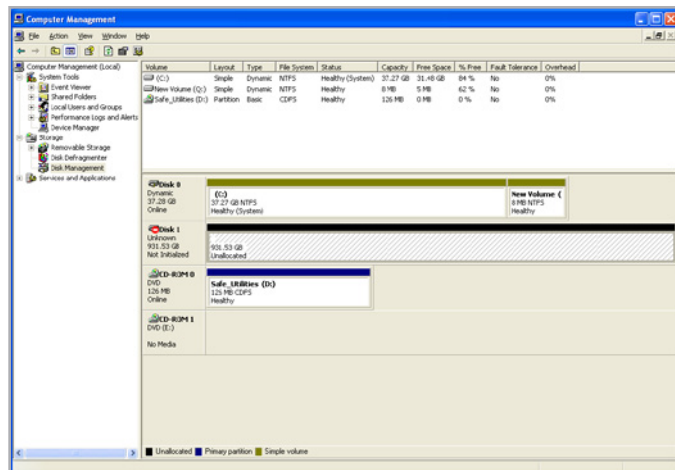 Computer Management
File Action View Window Help
Computer Management (Local)
System Tools
Event Viewer
Shared Folders
Local Users and Groups
Performance Logs and Alerts
Device Manager
Storage
Removable Storage
Disk Defragmenter
Disk Management
Services and Applications
Volume Layout Type File System Status Capacity Free Space % Free Fault Tolerance Overhead
(C:) Simple Dynamic NTFS Healthy (System) 37.27 GB 31.48 GB 84 % No 0%
New Volume (Q:) Simple Dynamic NTFS Healthy 8 MB 5 MB 62 % No 0%
Safe_Utilities (D:) Partition Basic CDFS Healthy 126 MB 0 MB 0 % No 0%
Disk 0
Dynamic
37.28 GB
Online
(C:)
37.27 GB NTFS
Healthy (System)
New Volume (
8 MB NTFS
Healthy
Disk 1
Unknown
931.53 GB
Not Initialized
931.53 GB
Unallocated
CD-ROM 0
DVD
126 MB
Online
Safe_Utilities (D:)
126 MB CDFS
Healthy
CD-ROM 1
DVD (E:)
No Media
Unallocated Primary partition Simple volume